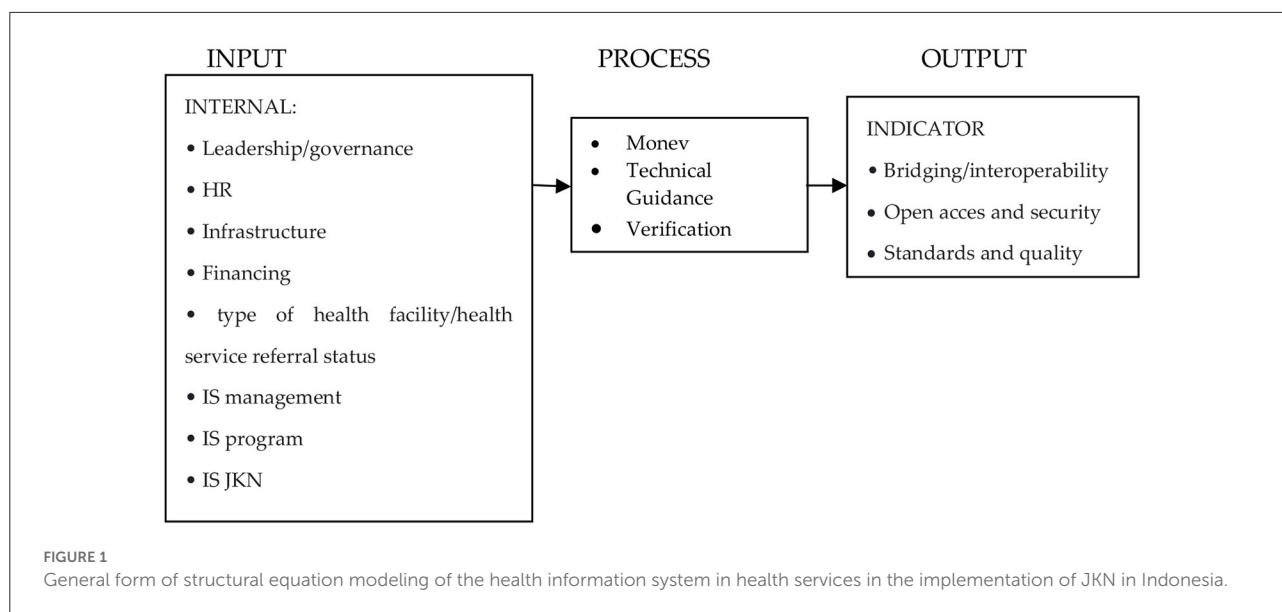 INPUT
PROCESS
OUTPUT
INTERNAL:
• Leadership/governance
• HR
• Infrastructure
• Financing
• type of health facility/health
service referral status
• IS management
• IS program
• IS JKN
• Monev
• Technical
Guidance
• Verification
INDICATOR
• Bridging/interoperability
• Open acces and security
• Standards and quality
FIGURE 1
General form of structural equation modeling of the health information system in health services in the implementation of JKN in Indonesia.